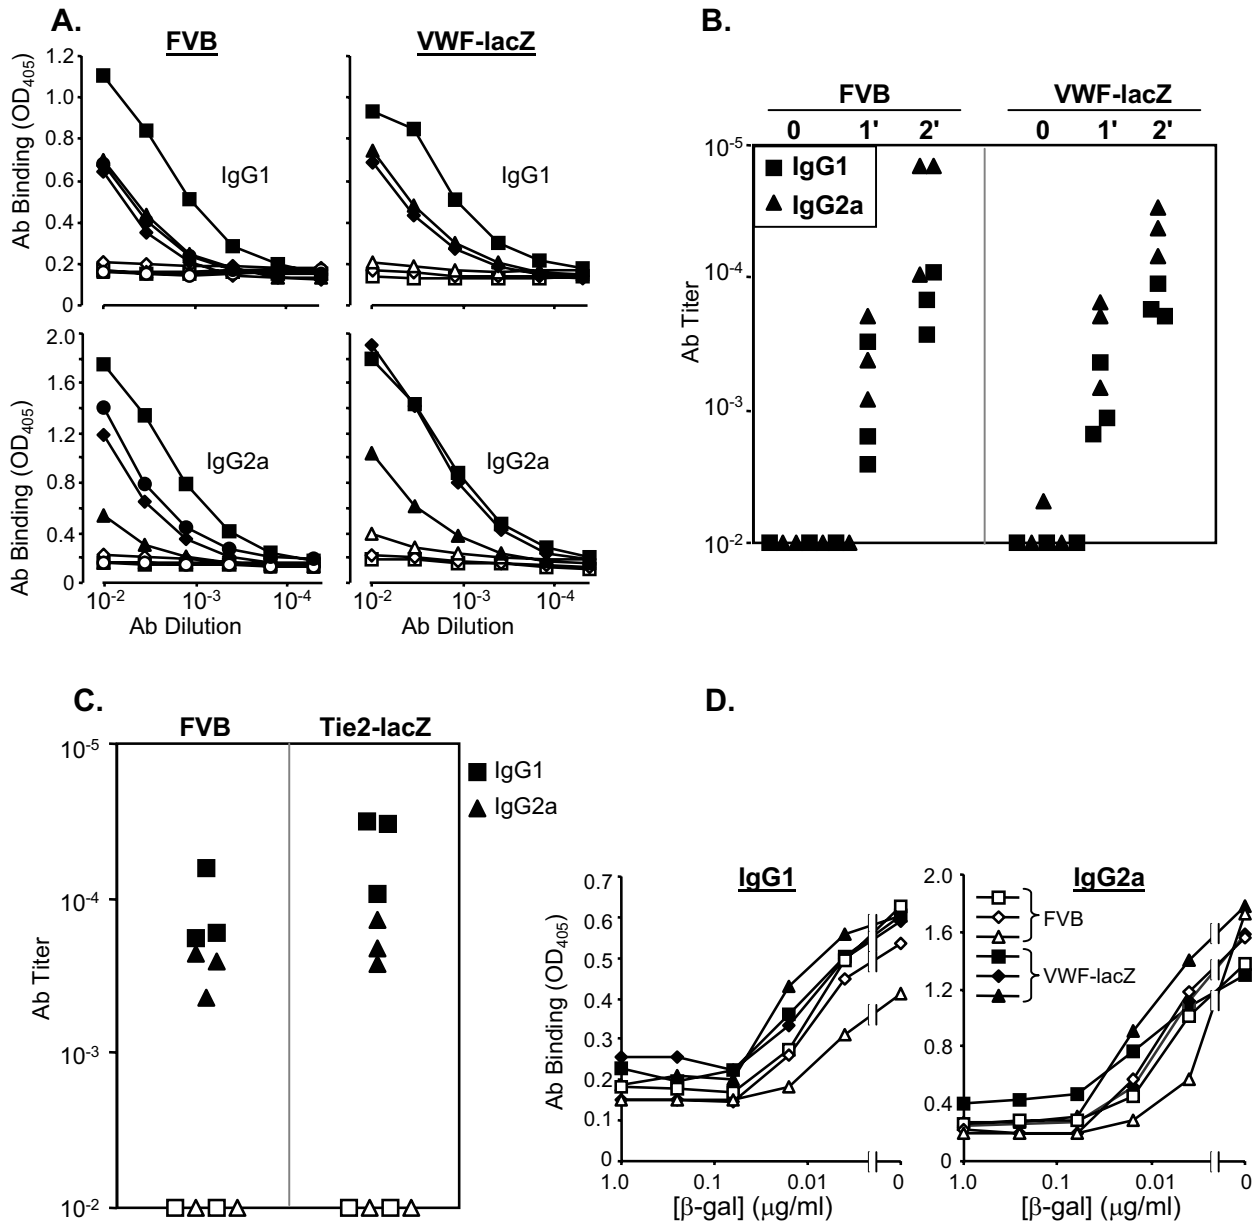 A.
FVB
VWF-lacZ
Ab Binding (OD405)
1.2
1.0
0.8
0.6
0.4
0.2
0
IgG1
IgG1
Ab Binding (OD405)
2.0
1.6
1.2
0.8
0.4
0
IgG2a
IgG2a
10-2
10-3
10-4
10-2
10-3
10-4
Ab Dilution
Ab Dilution
B.
FVB
VWF-lacZ
0
1'
2'
0
1'
2'
Ab Titer
10-5
10-4
10-3
10-2
IgG1
IgG2a
C.
FVB
Tie2-lacZ
Ab Titer
10-5
10-4
10-3
10-2
IgG1
IgG2a
D.
IgG1
Ab Binding (OD405)
0.7
0.6
0.5
0.4
0.3
0.2
0.1
0
1.0
0.1
0.01
0
[β-gal] (μg/ml)
IgG2a
2.0
1.6
1.2
0.8
0.4
0
FVB
VWF-lacZ
1.0
0.1
0.01
0
[β-gal] (μg/ml)